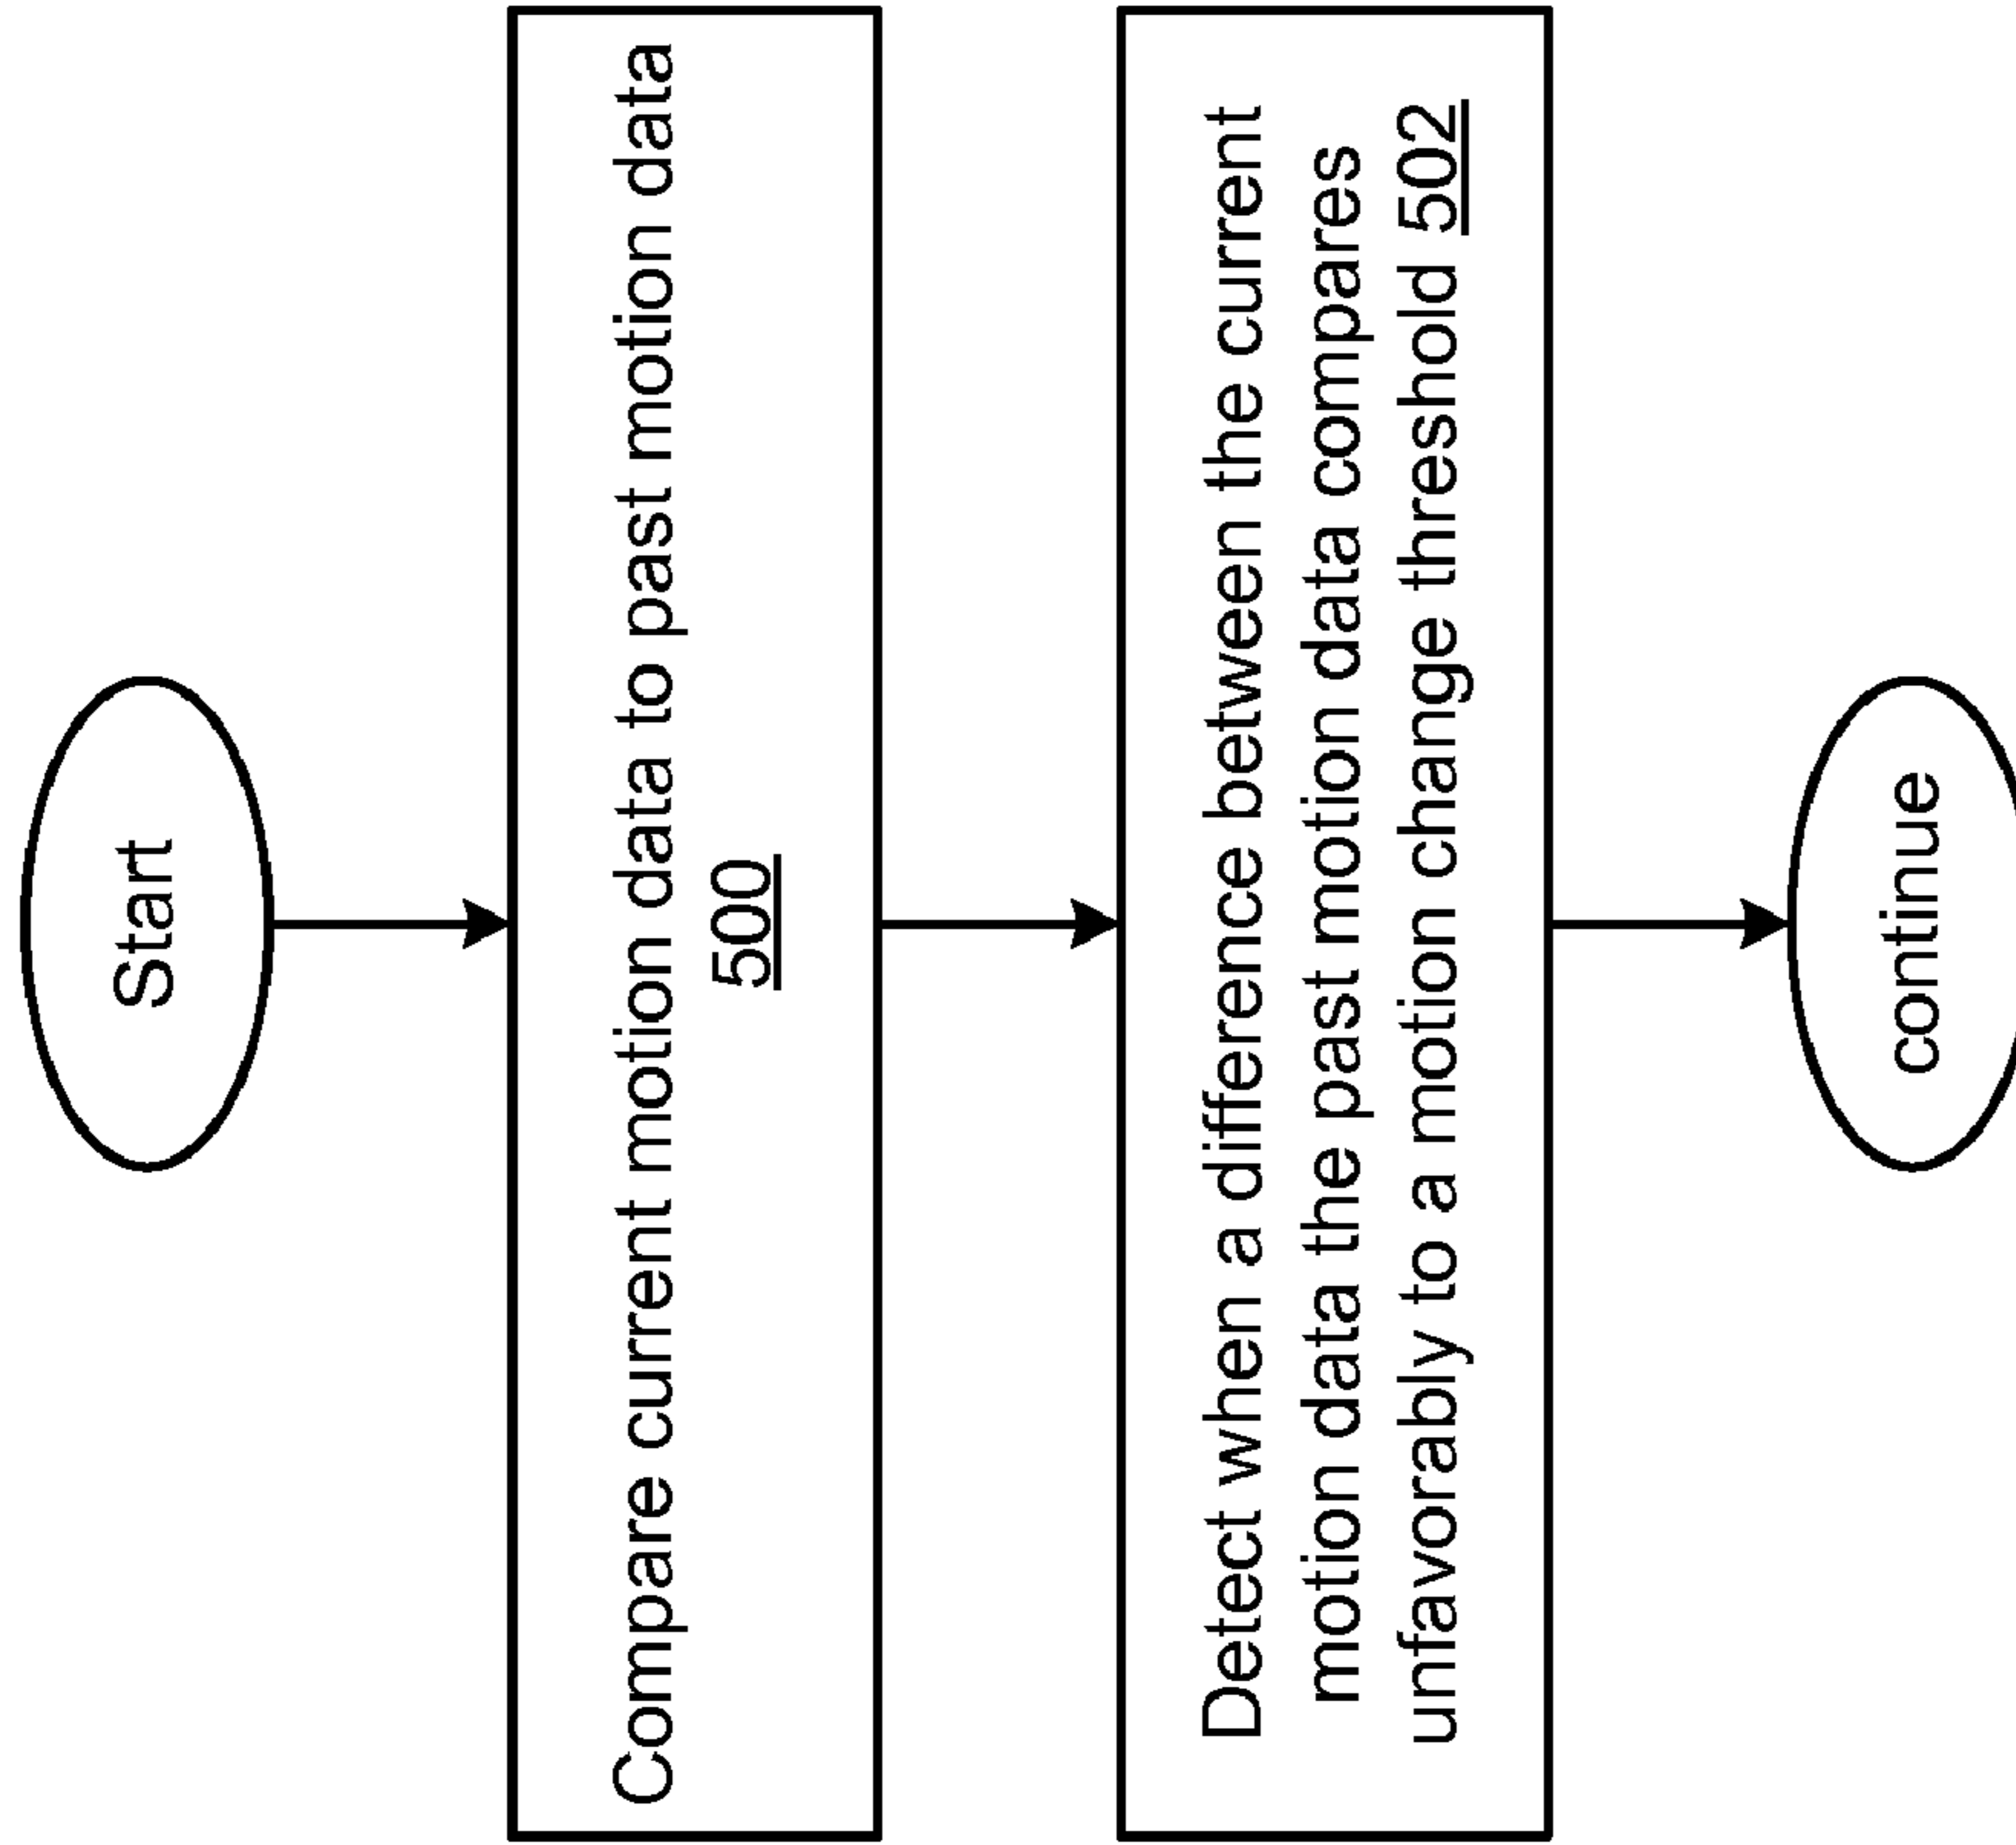 Start
Compare current motion data to past motion data
500
Detect when a difference between the current
motion data the past motion data compares
unfavorably to a motion change threshold 502
continue